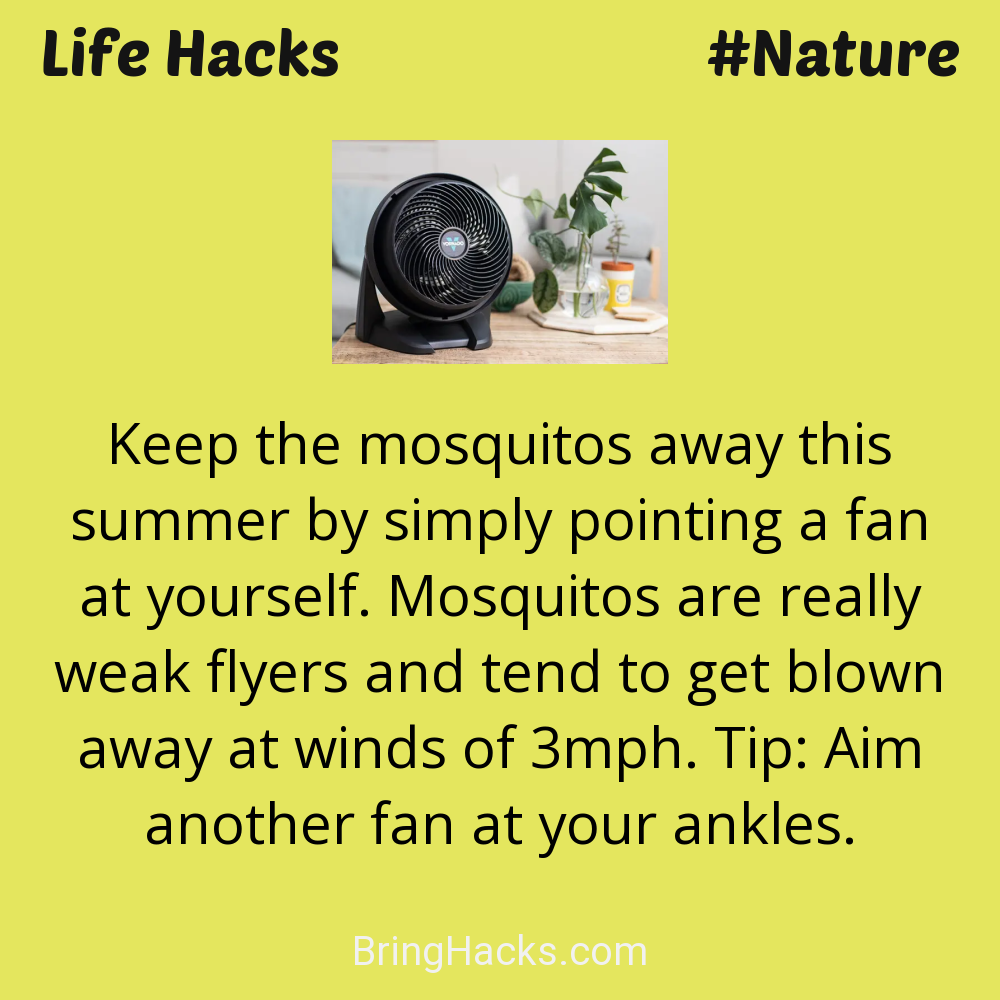 Life Hacks #Nature
VORNADO
Keep the mosquitos away this
summer by simply pointing a fan
at yourself. Mosquitos are really
weak flyers and tend to get blown
away at winds of 3mph. Tip: Aim
another fan at your ankles.
BringHacks.com